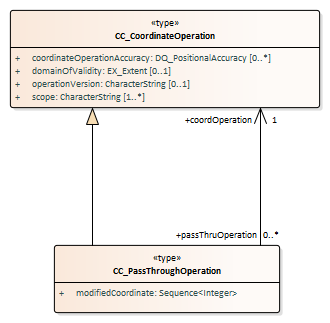 «type»
CC_CoordinateOperation
+ coordinateOperationAccuracy: DQ_PositionalAccuracy [0..*]
+ domainOfValidity: EX_Extent [0..1]
+ operationVersion: CharacterString [0..1]
+ scope: CharacterString [1..*]
+coordOperation 1
+passThruOperation 0..*
«type»
CC_PassThroughOperation
+ modifiedCoordinate: Sequence<Integer>